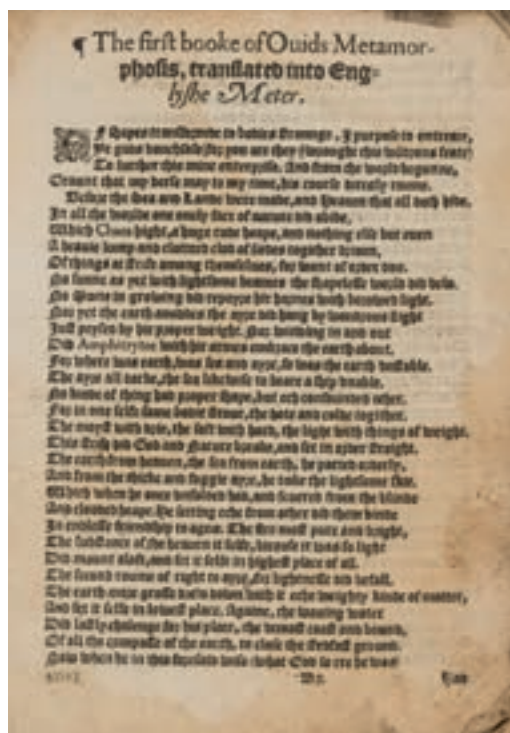 ¶ The first booke of Ouids Metamor-
phosis, translated into Eng=
lyshe Meter.
OF shapes transformde to bodies straunge, I purpose to entreate,
Ye gods vouchsafe (for you are they wrought this wondrous feate)
To further this mine enterprise. And from the world begunne,
Graunt that my verse may to my time, his course directly runne.
Before the Sea and Lande were made, and Heauen that all doth hide,
In all the worlde one onely face of nature did abide,
Which Chaos hight, a huge rude heape, and nothing else but euen
A heauie lump and clottred clod of seedes togither driuen,
Of things at strife among themselues, for want of order due.
No sunne as yet with lightsome beames the shapelesse world did vew.
No Moone in growing did repayre hir hornes with borowed light.
Nor yet the earth amiddes the ayre did hang by wondrous slight
Just peysed by hir proper weight. Nor winding in and out
Did Amphytryte with hir armes embrace the earth about.
For where was earth, was sea and ayre, so was the earth vnstable.
The ayre all darke, the sea likewise to beare a ship vnable.
No kinde of thing had proper shape, but ech confounded other.
For in one selfe same bodie stroue, the hote and colde togither.
The moyst with drie, the soft with hard, the light with things of weight.
This strife did God and Nature breake, and set in order streight.
The earth from heauen, the sea from earth, he parted orderly,
And from the thicke and foggie ayre, he tooke the lightsome skie.
Which when he once vnfolded had, and seuered from the blinde
And clodded heape. He setting eche from other did them binde
In endlesse friendship to agree. The fire most pure and bright,
The substance of the heauen it selfe, bicause it was so light
Did mount aloft, and set it selfe in highest place of all.
The second roume of right to ayre, for lightnesse did befall.
The earth more grosse drew down with it eche weighty kinde of matter,
And set it selfe in lowest place. Againe, the wauing water
Did lastly challenge for his place, the vtmost coast and bound,
Of all the compasse of the earth, to close the stedfast ground.
Now when he in this foresaid wise (what God so ere he was)